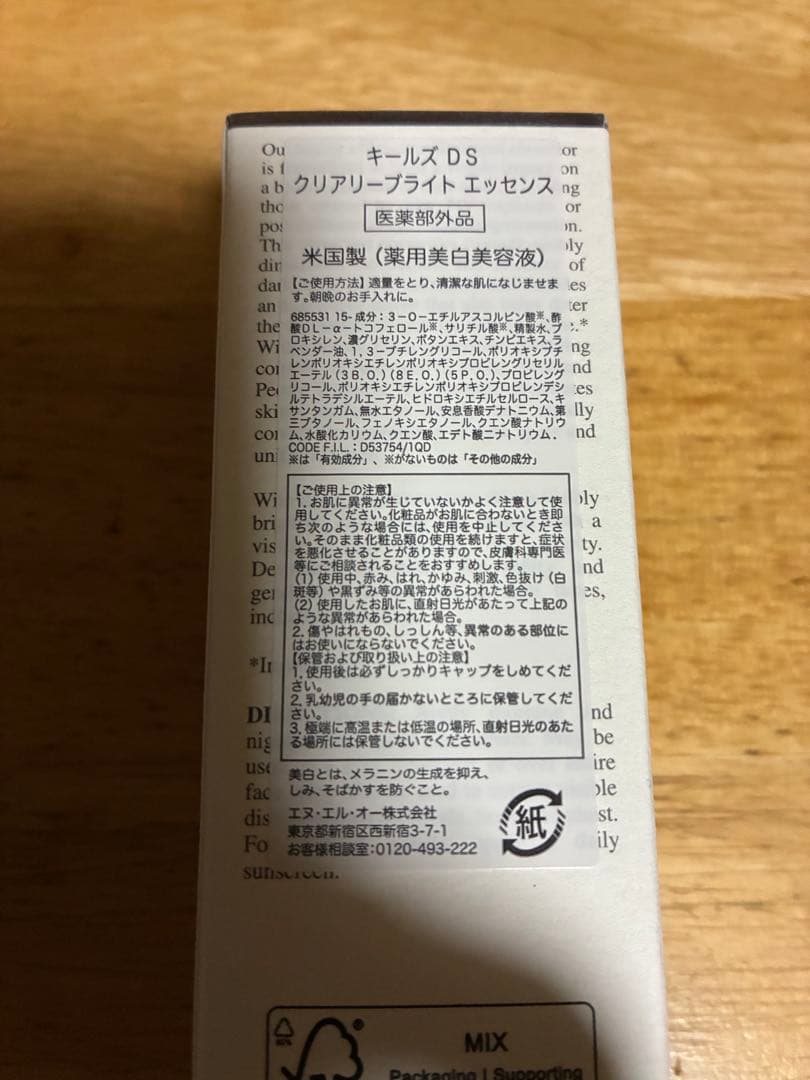 キールズ DS
クリアリーブライト エッセンス
医薬部外品
米国製（薬用美白美容液）
【ご使用方法】適量をとり、清潔な肌になじませま
す。朝晩のお手入れに。
685531 15- 成分：3－O－エチルアスコルビン酸※、酢
酸DL－α－トコフェロール※、サリチル酸※、精製水、プ
ロキシレン、濃グリセリン、ボタンエキス、チンピエキス、ラ
ベンダー油、1，3－ブチレングリコール、ポリオキシブチ
レンポリオキシエチレンポリオキシプロピレングリセリル
エーテル（3B．O．）（8E．O．）（5P．O．）、プロピレング
リコール、ポリオキシエチレンポリオキシプロピレンデシ
ルテトラデシルエーテル、ヒドロキシエチルセルロース、キ
サンタンガム、無水エタノール、安息香酸デナトニウム、第
三ブタノール、フェノキシエタノール、クエン酸ナトリウ
ム、水酸化カリウム、クエン酸、エデト酸二ナトリウム．
CODE F.I.L. : D53754/1QD
※は「有効成分」、※がないものは「その他の成分」
【ご使用上の注意】
1．お肌に異常が生じていないかよく注意して使
用してください。化粧品がお肌に合わないとき即
ち次のような場合には、使用を中止してくださ
い。そのまま化粧品類の使用を続けますと、症状
を悪化させることがありますので、皮膚科専門医
等にご相談されることをおすすめします。
（1）使用中、赤み、はれ、かゆみ、刺激、色抜け（白
斑等）や黒ずみ等の異常があらわれた場合。
（2）使用したお肌に、直射日光があたって上記の
ような異常があらわれた場合。
2．傷やはれもの、しっしん等、異常のある部位に
はお使いにならないでください。
【保管および取り扱い上の注意】
1．使用後は必ずしっかりキャップをしめてくだ
さい。
2．乳幼児の手の届かないところに保管してくだ
さい。
3．極端に高温または低温の場所、直射日光のあた
る場所には保管しないでください。
美白とは、メラニンの生成を抑え、
しみ、そばかすを防ぐこと。
エヌ・エル・オー株式会社
東京都新宿区西新宿3-7-1
お客様相談室：0120-493-222
紙
sunscreen.
MIX
Packaging | Supporting